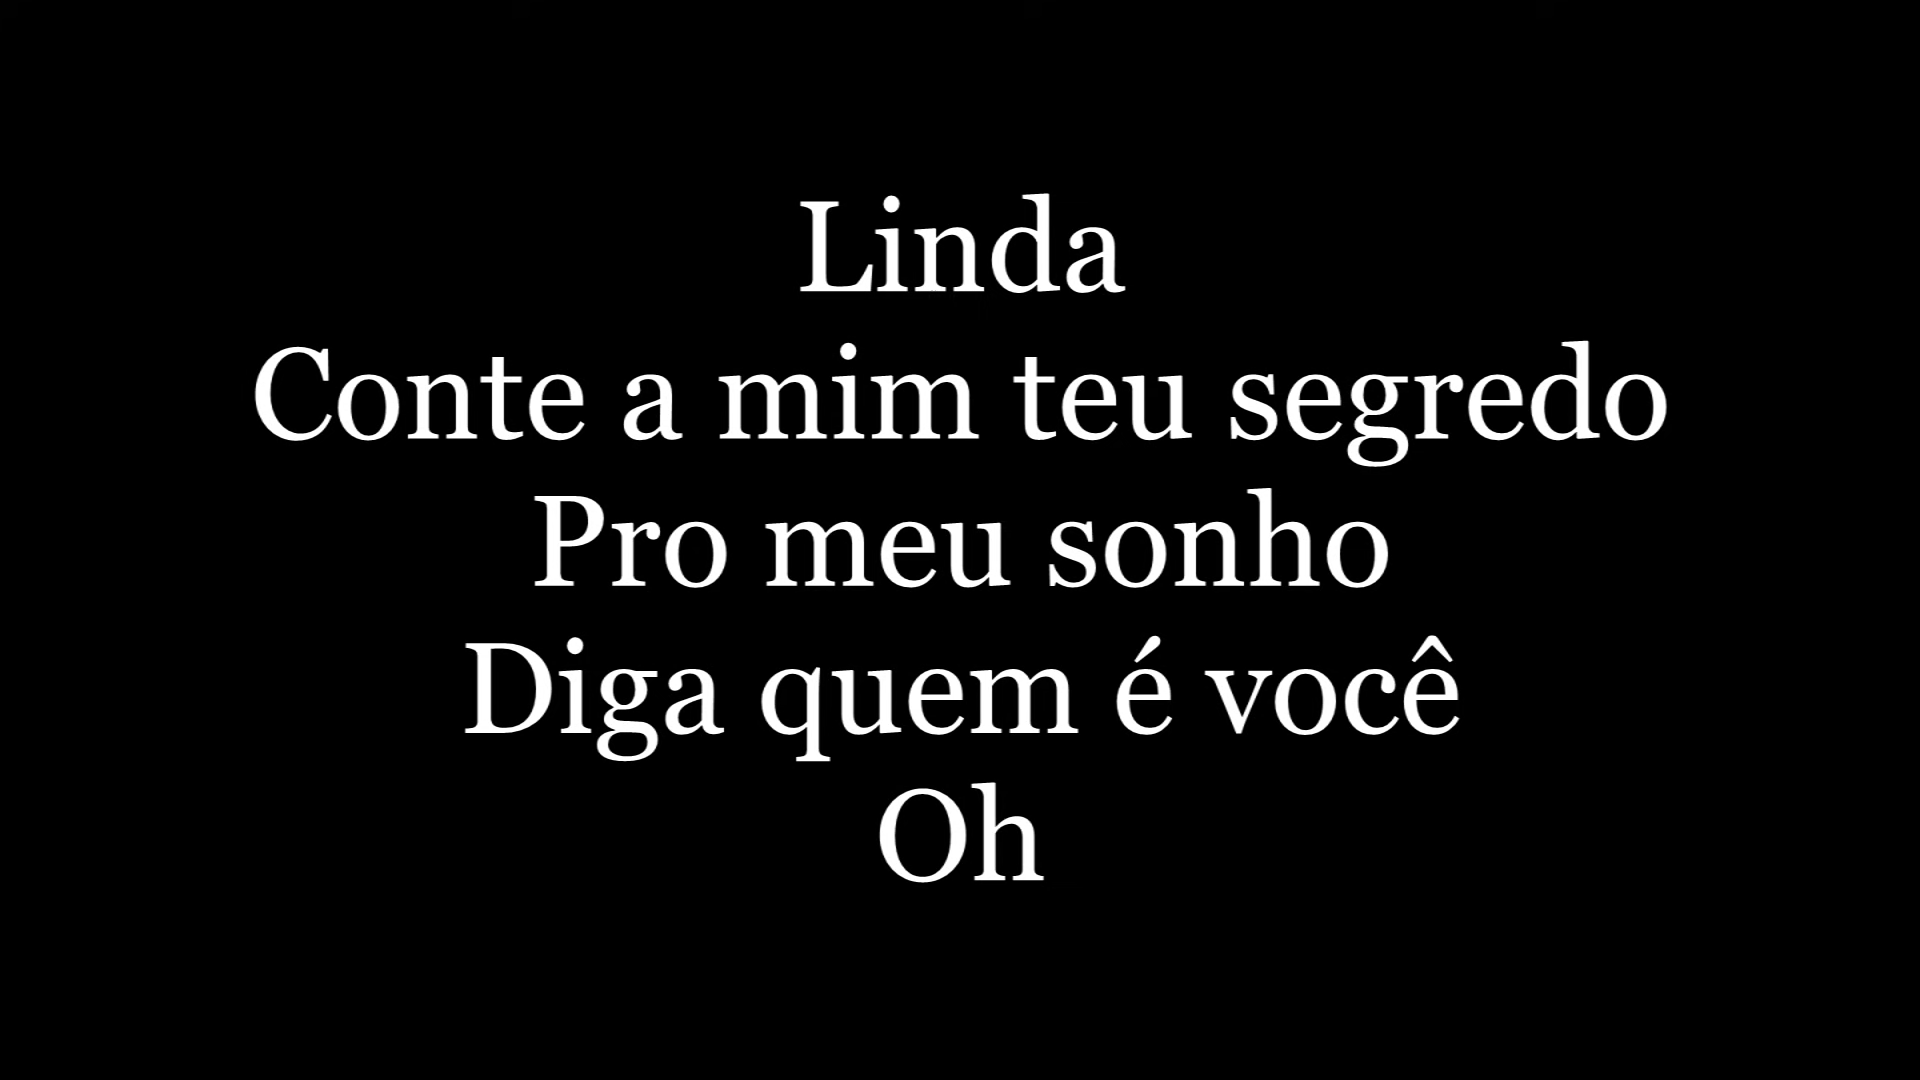 Linda
Conte a mim teu segredo
Pro meu sonho
Diga quem é você
Oh